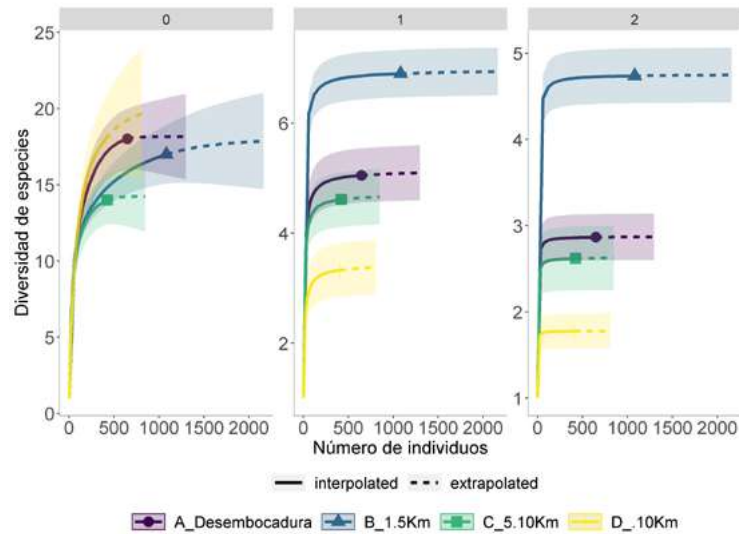 0 1 2
25
20
15
10
5
0
6
4
2
5
4
3
2
1
Diversidad de especies
0 500 1000 1500 2000 0 500 1000 1500 2000 0 500 1000 1500 2000
Número de individuos
interpolated extrapolated
A_Desembocadura B_1.5Km C_5.10Km D_.10Km